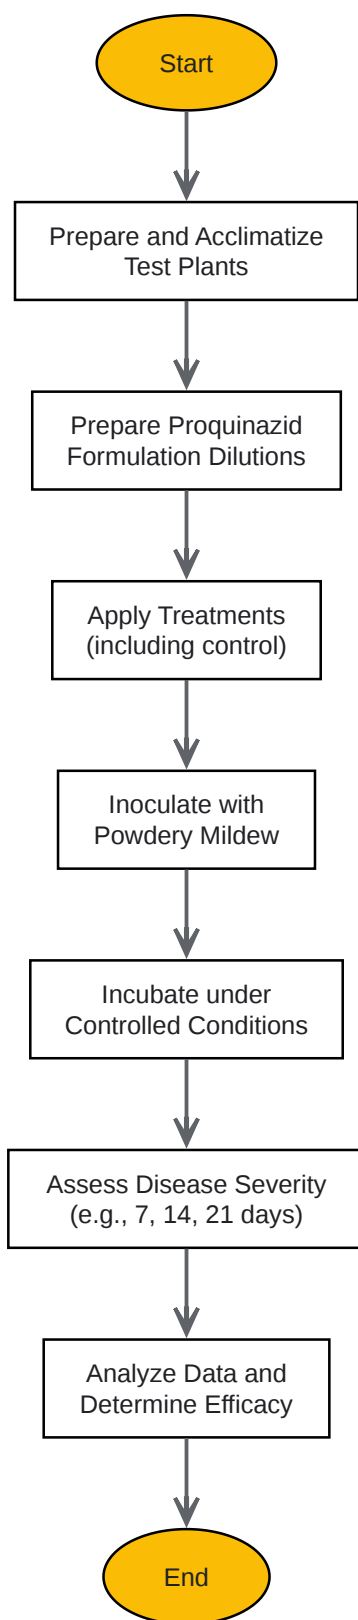 Start
Prepare and Acclimatize
Test Plants
Prepare Proquinazid
Formulation Dilutions
Apply Treatments
(including control)
Inoculate with
Powdery Mildew
Incubate under
Controlled Conditions
Assess Disease Severity
(e.g., 7, 14, 21 days)
Analyze Data and
Determine Efficacy
End